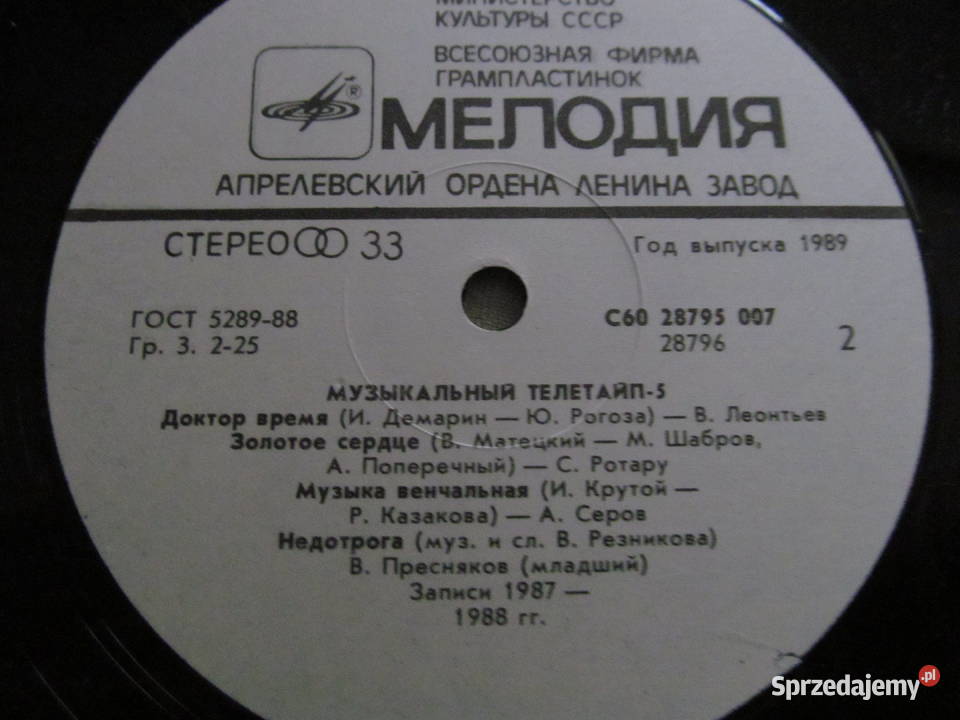 МИНИСТЕРСТВО
КУЛЬТУРЫ СССР
ВСЕСОЮЗНАЯ ФИРМА
ГРАМПЛАСТИНОК
® МЕЛОДИЯ
АПРЕЛЕВСКИЙ ОРДЕНА ЛЕНИНА ЗАВОД
СТЕРЕО 33
Год выпуска 1989
ГОСТ 5289-88
Гр. 3. 2-25
С60 28795 007
28796
2
МУЗЫКАЛЬНЫЙ ТЕЛЕТАЙП-5
Доктор время (И. Демарин — Ю. Рогоза) — В. Леонтьев
Золотое сердце (В. Матецкий — М. Шабров,
А. Поперечный) — С. Ротару
Музыка венчальная (И. Крутой —
Р. Казакова) — А. Серов
Недотрога (муз. и сл. В. Резникова)
В. Пресняков (младший)
Записи 1987 —
1988 гг.
Sprzedajemy.pl